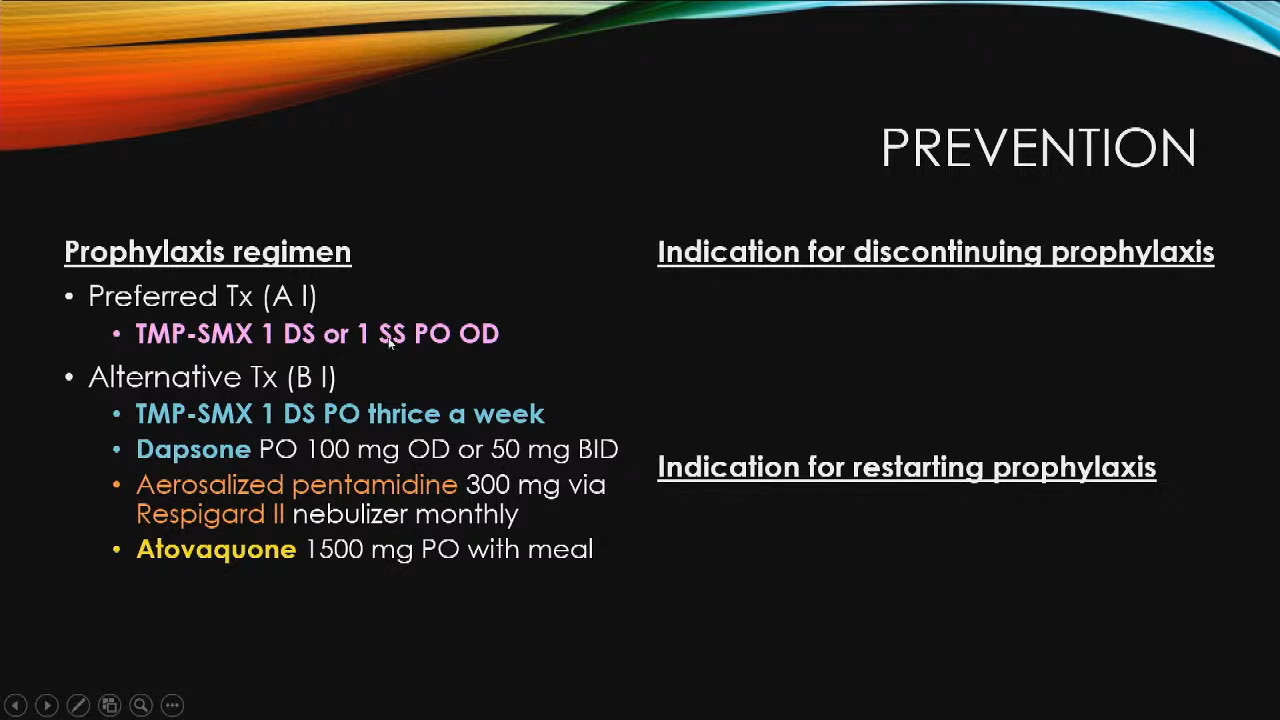 PREVENTION
Prophylaxis regimen
• Preferred Tx (A I)
• TMP-SMX 1 DS or 1 SS PO OD
• Alternative Tx (B I)
• TMP-SMX 1 DS PO thrice a week
• Dapsone PO 100 mg OD or 50 mg BID
• Aerosalized pentamidine 300 mg via
Respigard II nebulizer monthly
• Atovaquone 1500 mg PO with meal
Indication for discontinuing prophylaxis
Indication for restarting prophylaxis